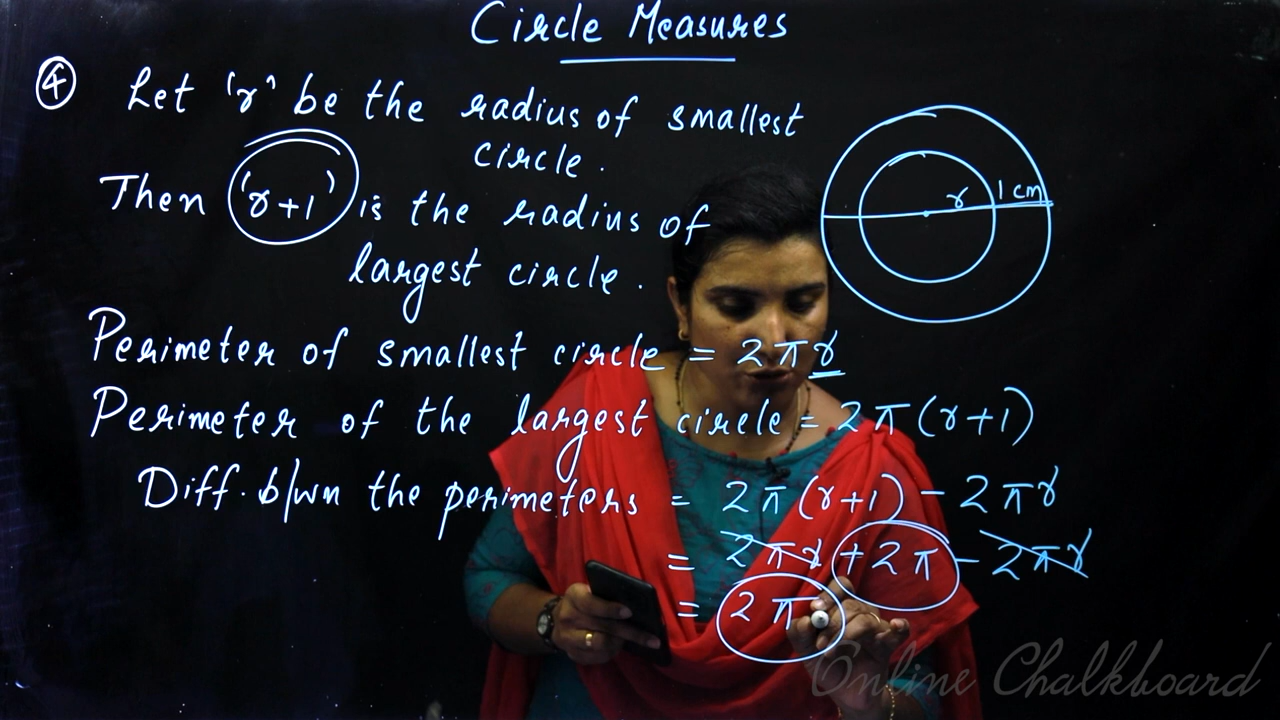 Circle Measures
④ Let 'r' be the radius of smallest
circle.
Then 'r+1' is the radius of
largest circle.
r 1 cm
Perimeter of smallest circle = 2πr
Perimeter of the largest circle = 2π(r+1)
Diff. b/wn the perimeters = 2π(r+1) - 2πr
= 2πr + 2π - 2πr
= 2π
Online Chalkboard